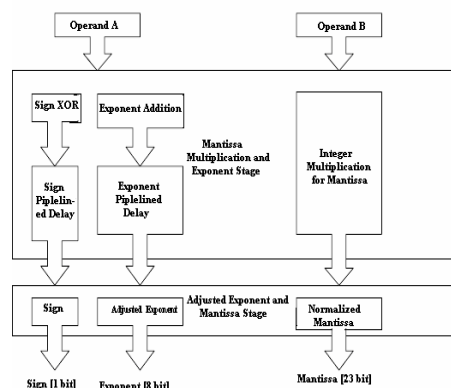 Operand A
Operand B
Sign XOR
Exponent Addition
Mantissa
Multiplication and
Exponent Stage
Integer
Multiplication
for Mantissa
Sign
Piplelin-
ed Delay
Exponent
Piplelined
Delay
Sign
Adjusted Exponent
Adjusted Exponent and
Mantissa Stage
Normalized
Mantissa
Sign [1 bit]
Exponent [8 bit]
Mantissa [23 bit]